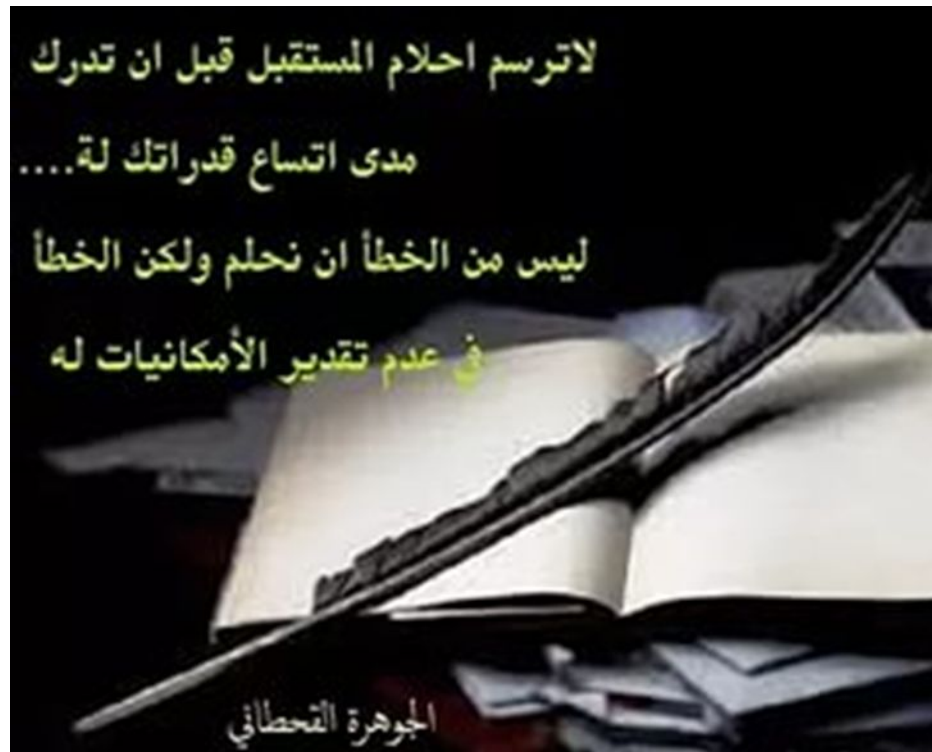 لاترسم احلام المستقبل قبل ان تدرك
مدى اتساع قدراتك لة....
ليس من الخطأ ان نحلم ولكن الخطأ
في عدم تقدير الأمكانيات له
الجوهرة القحطاني